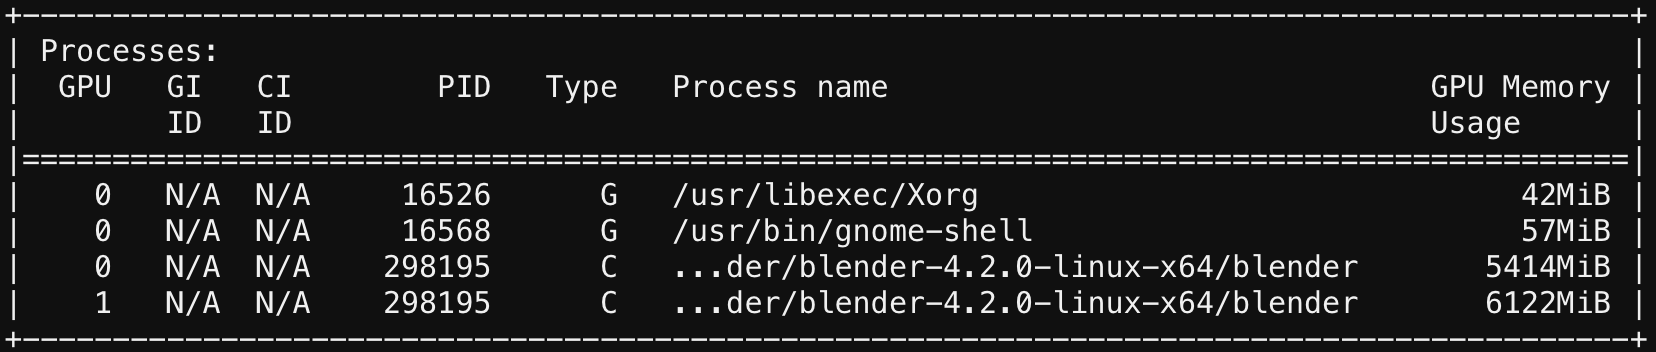 +-----------------------------------------------------------------------------------------+
| Processes:                                                                              |
|  GPU   GI   CI        PID   Type   Process name                              GPU Memory |
|        ID   ID                                                               Usage      |
|=========================================================================================|
|    0   N/A  N/A     16526      G   /usr/libexec/Xorg                              42MiB |
|    0   N/A  N/A     16568      G   /usr/bin/gnome-shell                           57MiB |
|    0   N/A  N/A    298195      C   ...der/blender-4.2.0-linux-x64/blender       5414MiB |
|    1   N/A  N/A    298195      C   ...der/blender-4.2.0-linux-x64/blender       6122MiB |
+-----------------------------------------------------------------------------------------+